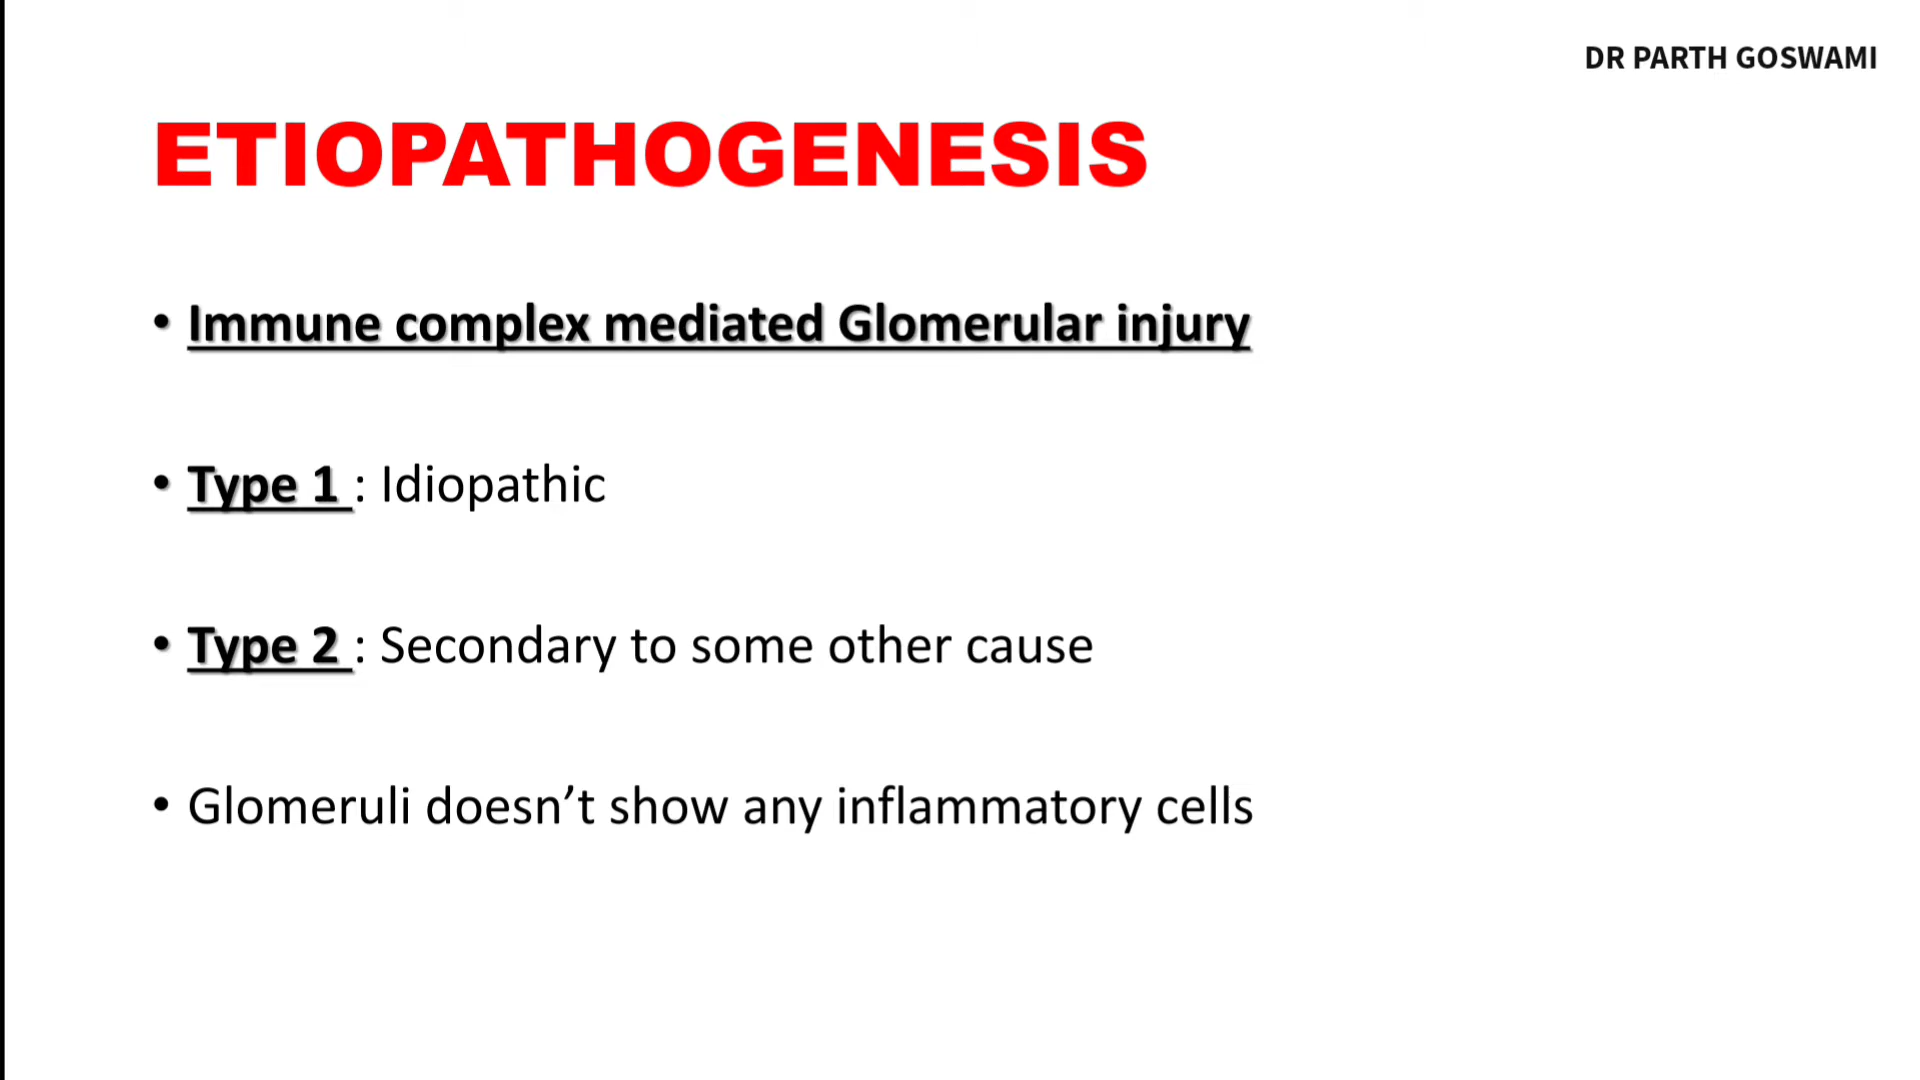 DR PARTH GOSWAMI
ETIOPATHOGENESIS
• Immune complex mediated Glomerular injury
• Type 1 : Idiopathic
• Type 2 : Secondary to some other cause
• Glomeruli doesn’t show any inflammatory cells